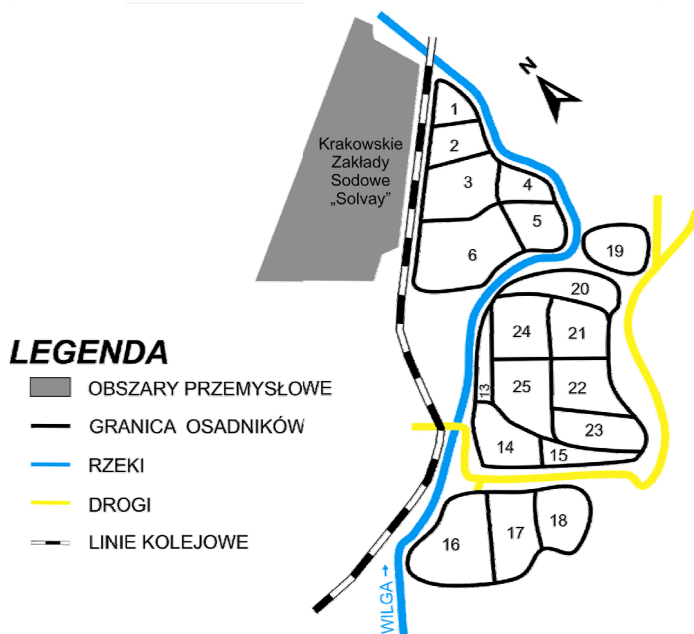 N
Krakowskie
Zakłady
Sodowe
„Solvay”
1
2
3
4
5
6
19
20
24
21
13
25
22
23
14
15
16
17
18
WILGA →
LEGENDA
OBSZARY PRZEMYSŁOWE
GRANICA OSADNIKÓW
RZEKI
DROGI
LINIE KOLEJOWE